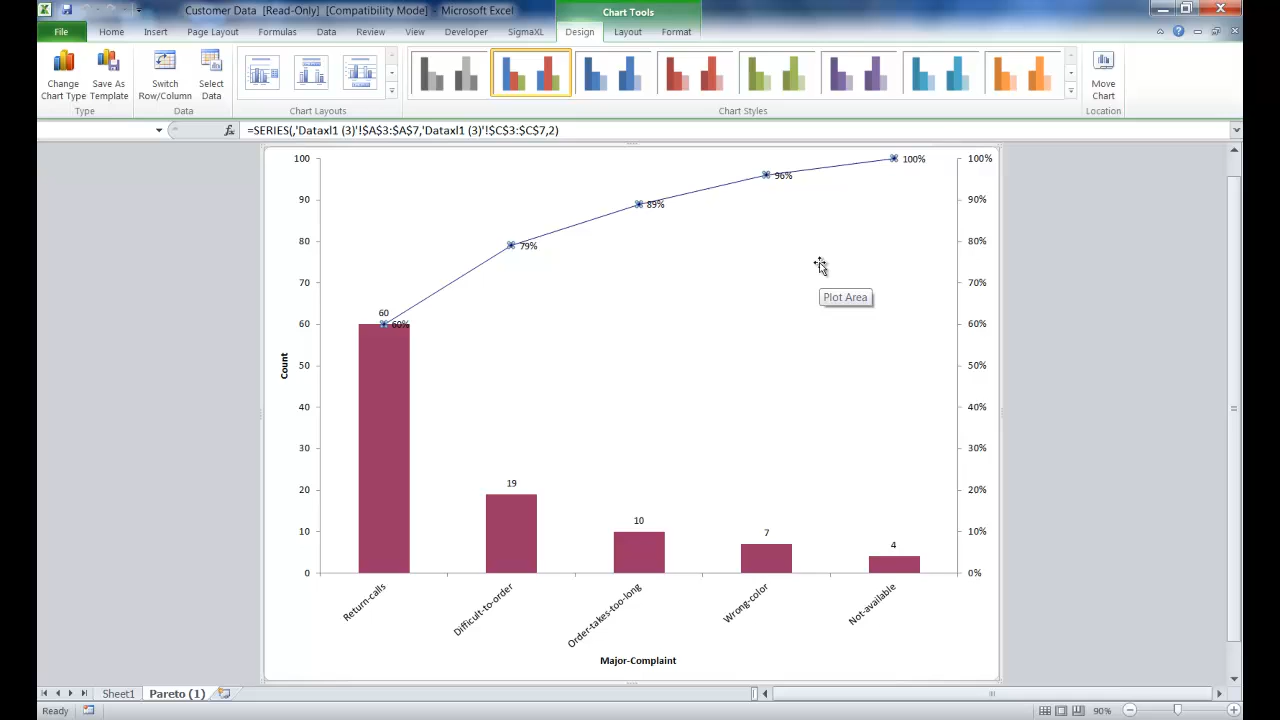 Customer Data [Read-Only] [Compatibility Mode] - Microsoft Excel
Chart Tools
File Home Insert Page Layout Formulas Data Review View Developer SigmaXL Design Layout Format
Change Chart Type
Save As Template
Switch Row/Column
Select Data
Move Chart
Type Data Chart Layouts Chart Styles Location
fx =SERIES(,'Dataxl1 (3)'!$A$3:$A$7,'Dataxl1 (3)'!$C$3:$C$7,2)
100 100% 100%
96%
90 89% 90%
80 79% 80%
70 70%
Plot Area
60
60 60% 60%
50 50%
Count
40 40%
30 30%
20 19 20%
10 10 10%
7
4
0 0%
Return-calls
Difficult-to-order
Order-takes-too-long
Wrong-color
Not-available
Major-Complaint
Sheet1 Pareto (1)
Ready 90%